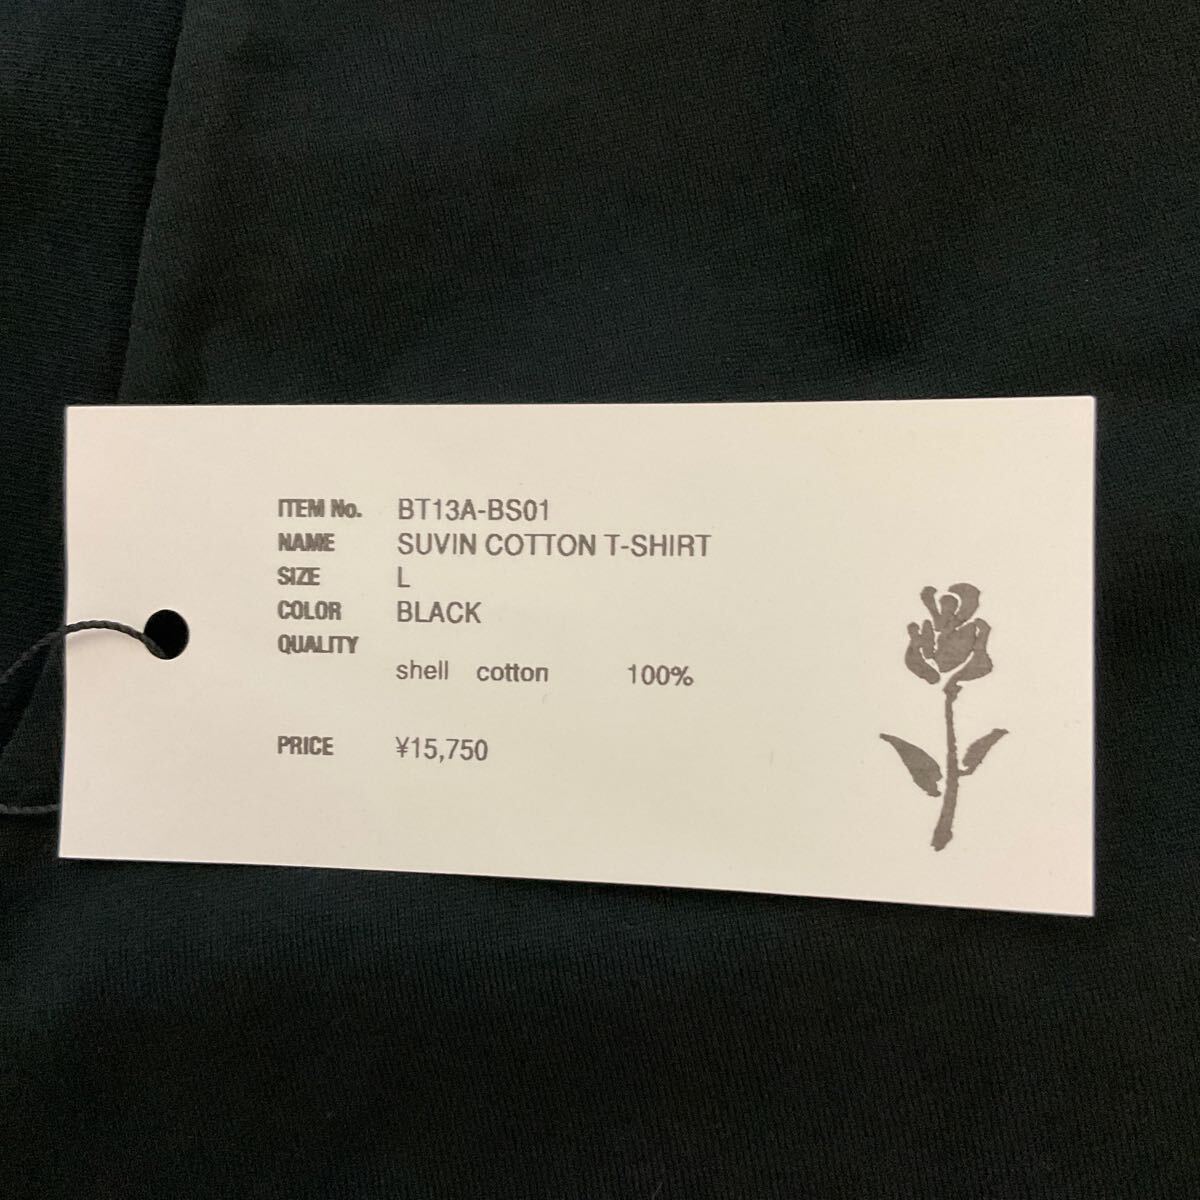 ITEM No. BT13A-BS01
NAME SUVIN COTTON T-SHIRT
SIZE L
COLOR BLACK
QUALITY
shell cotton 100%
PRICE ¥15,750